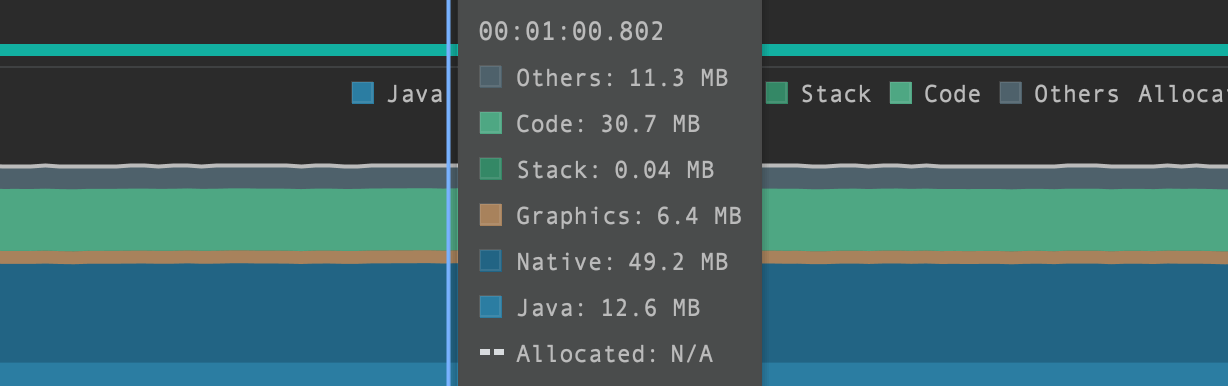 00:01:00.802
Others: 11.3 MB
Code: 30.7 MB
Stack: 0.04 MB
Graphics: 6.4 MB
Native: 49.2 MB
Java: 12.6 MB
Allocated: N/A
Java Stack Code Others